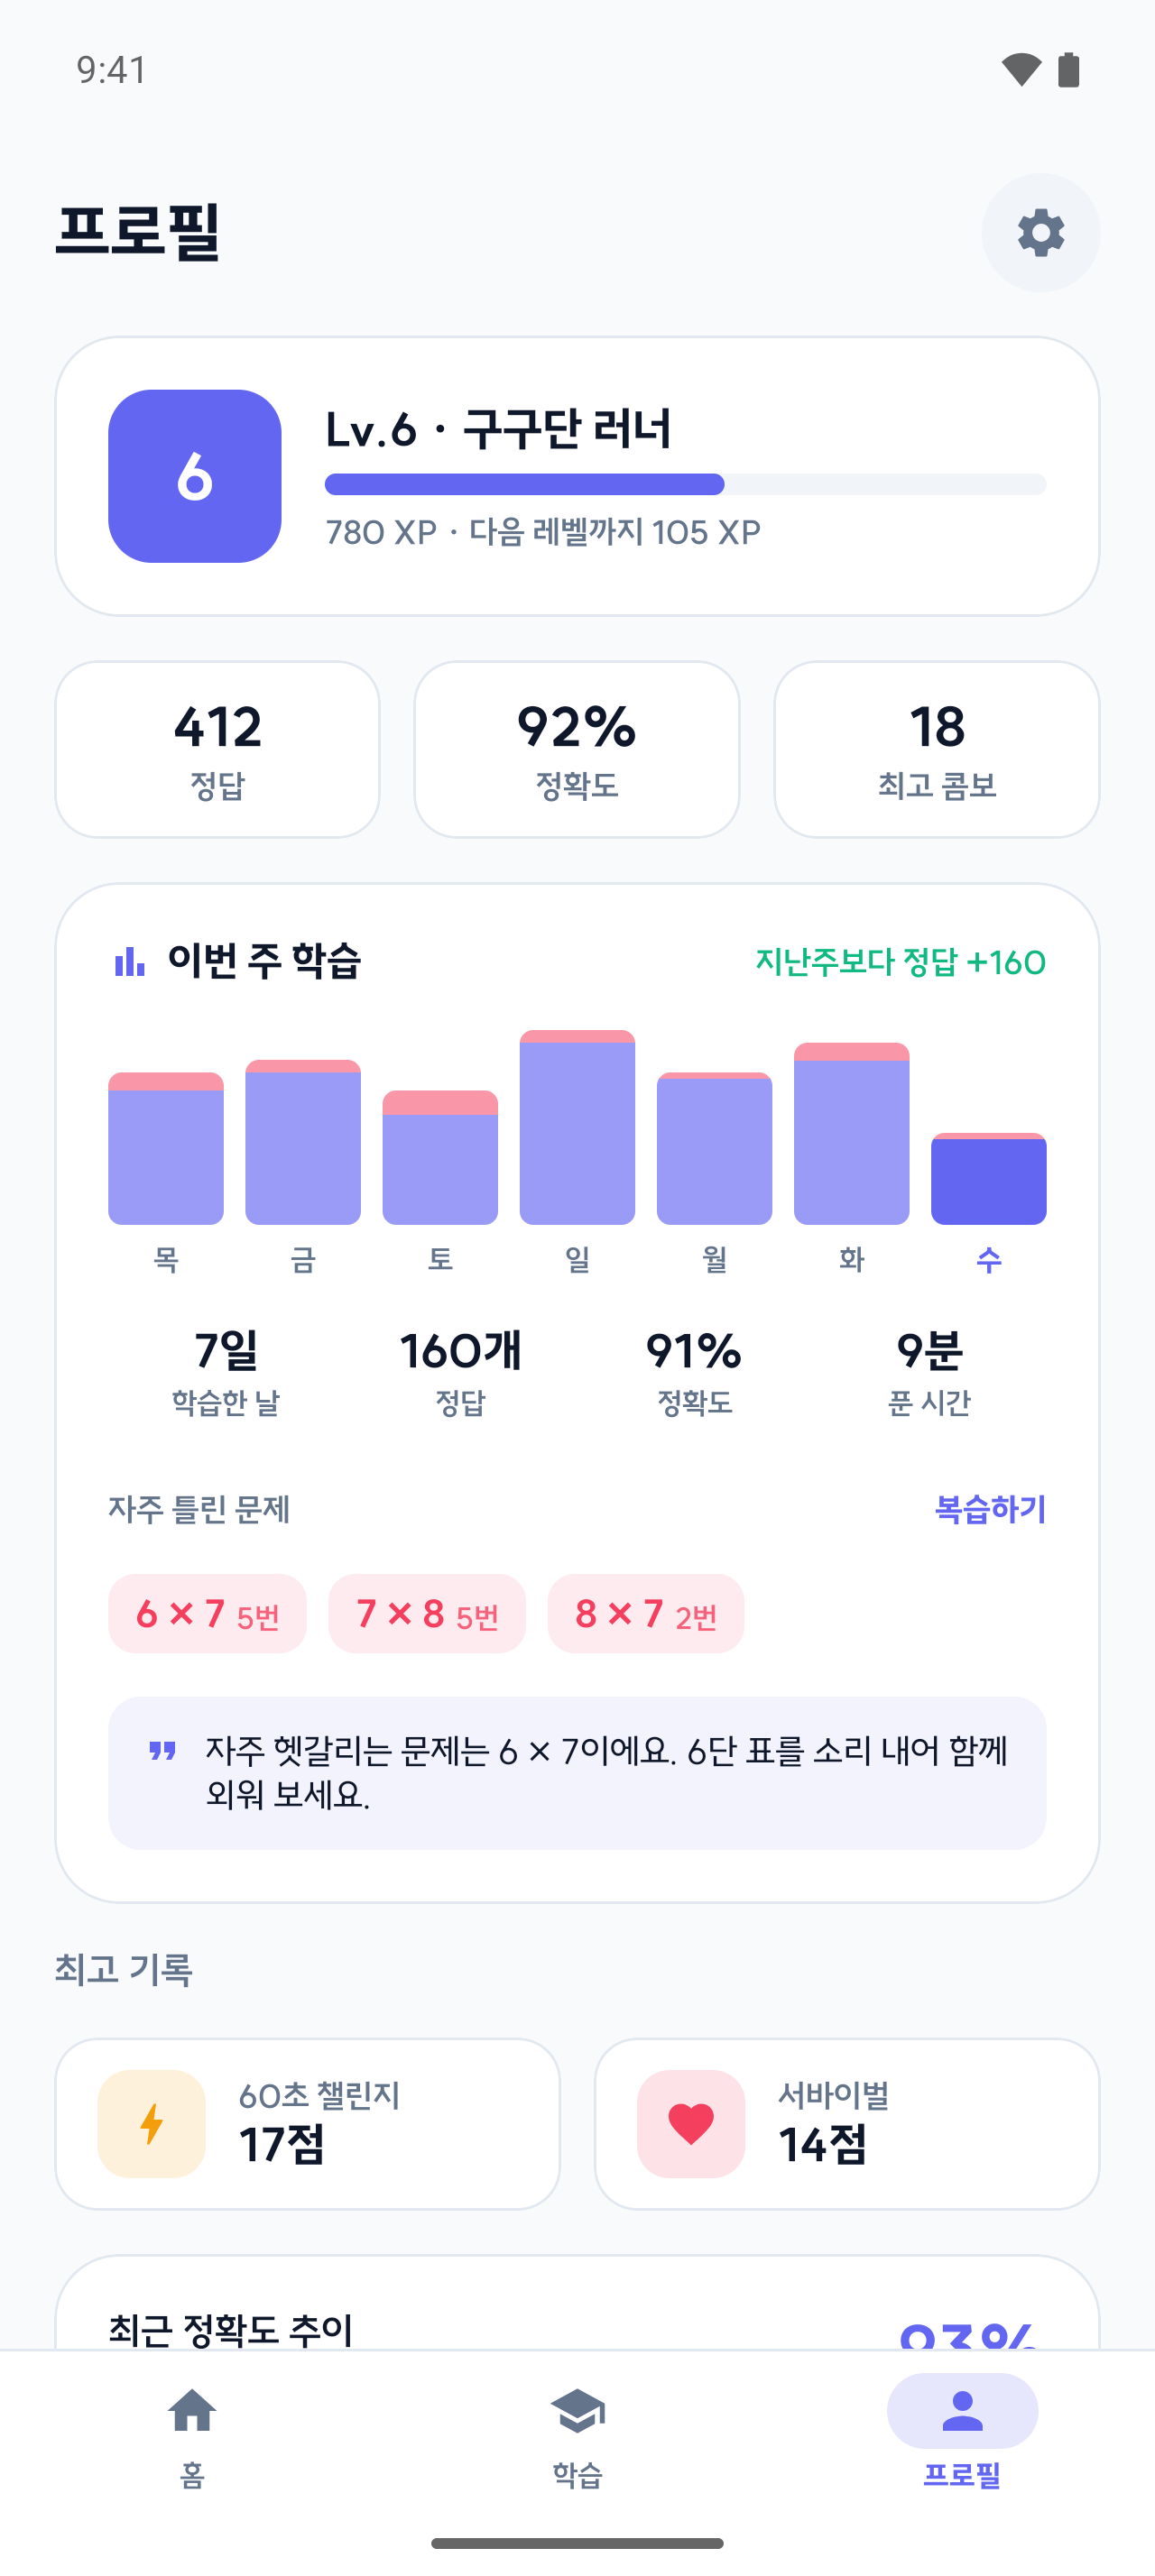 9:41
프로필
6
Lv.6 · 구구단 러너
780 XP · 다음 레벨까지 105 XP
412
정답
92%
정확도
18
최고 콤보
이번 주 학습
지난주보다 정답 +160
목 금 토 일 월 화 수
7일 160개 91% 9분
학습한 날 정답 정확도 푼 시간
자주 틀린 문제
복습하기
6 × 7 5번
7 × 8 5번
8 × 7 2번
자주 헷갈리는 문제는 6 × 7이에요. 6단 표를 소리 내어 함께
외워 보세요.
최고 기록
60초 챌린지
17점
서바이벌
14점
최근 정확도 추이
93%
홈 학습 프로필